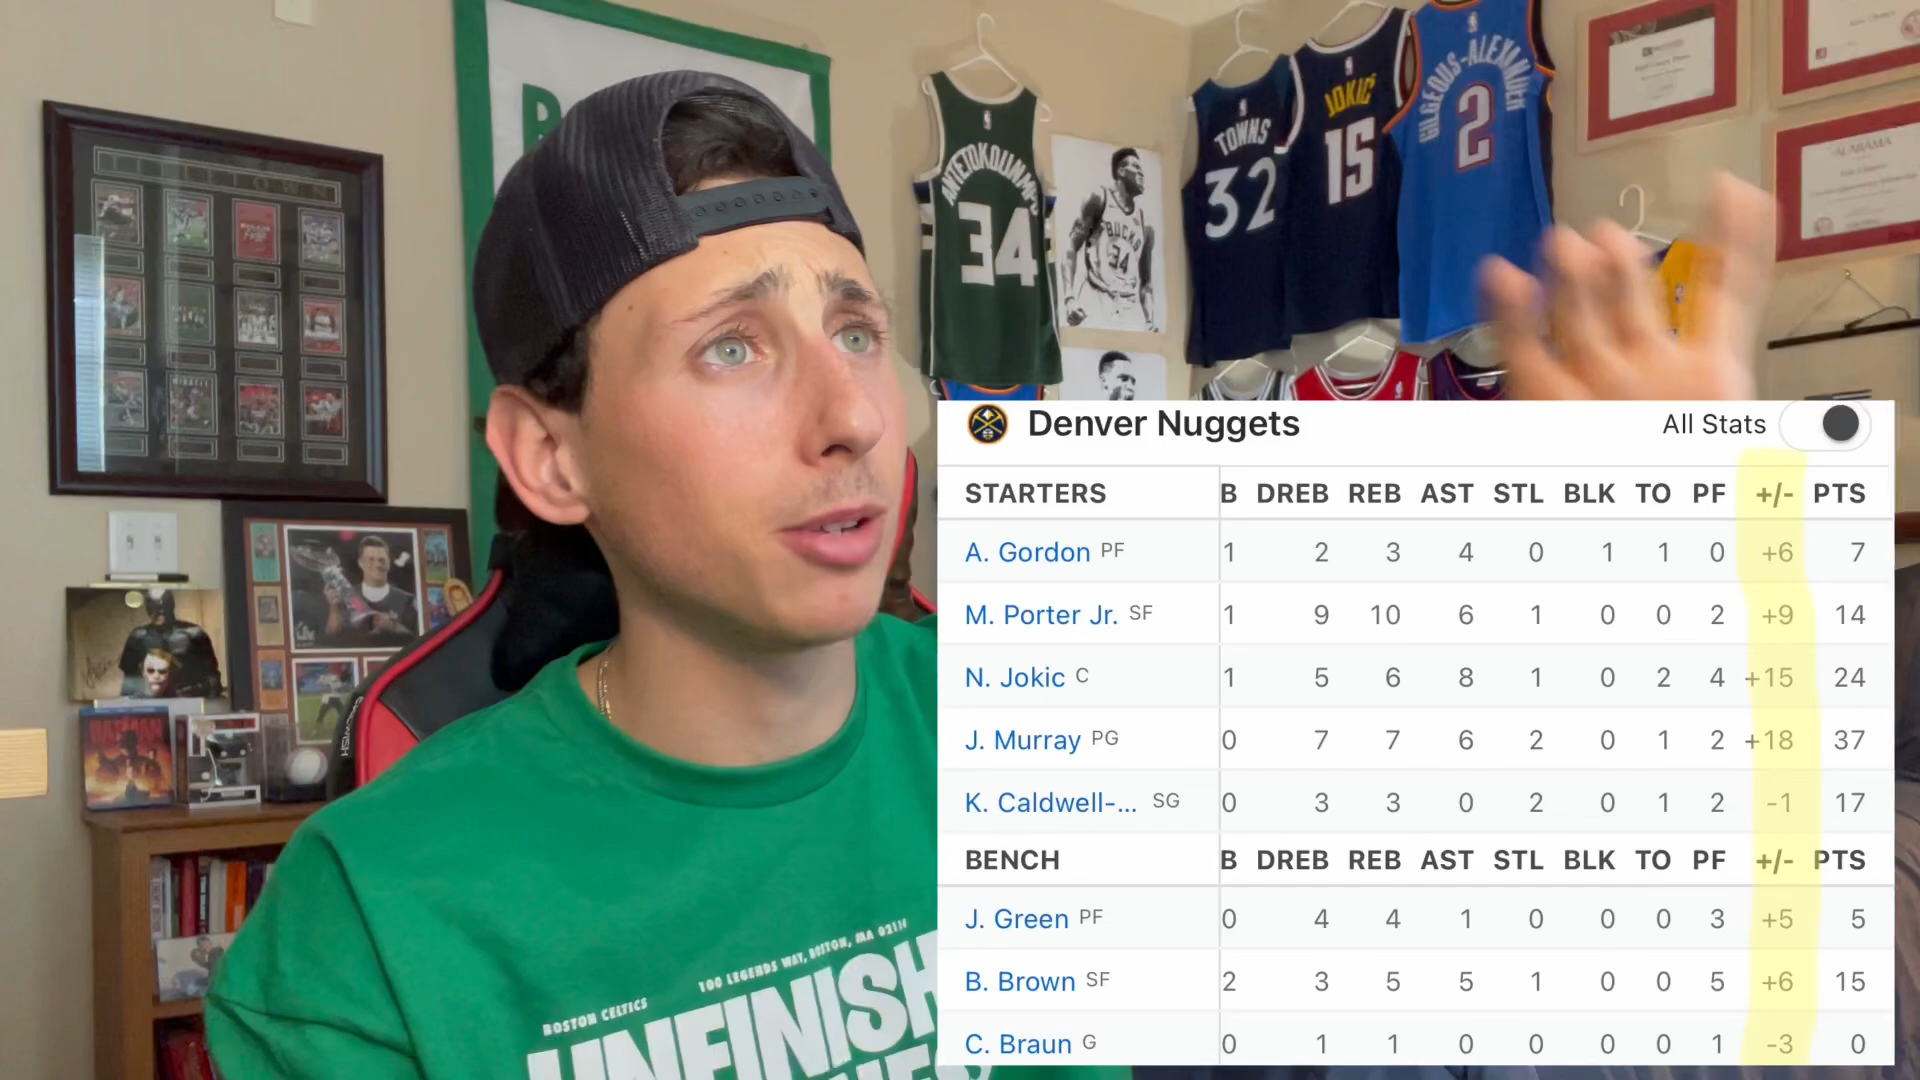 TITLETOWN
B
ANTETOKOUNMPO
34
BUCKS
34
TOWNS
32
JOKIC
15
GILGEOUS-ALEXANDER
2
ALABAMA
BATMAN
100 LEGENDS WAY, BOSTON, MA 02114
BOSTON CELTICS
UNFINISH
Denver Nuggets All Stats
STARTERS B DREB REB AST STL BLK TO PF +/- PTS
A. Gordon PF 1 2 3 4 0 1 1 0 +6 7
M. Porter Jr. SF 1 9 10 6 1 0 0 2 +9 14
N. Jokic C 1 5 6 8 1 0 2 4 +15 24
J. Murray PG 0 7 7 6 2 0 1 2 +18 37
K. Caldwell-... SG 0 3 3 0 2 0 1 2 -1 17
BENCH B DREB REB AST STL BLK TO PF +/- PTS
J. Green PF 0 4 4 1 0 0 0 3 +5 5
B. Brown SF 2 3 5 5 1 0 0 5 +6 15
C. Braun G 0 1 1 0 0 0 0 1 -3 0